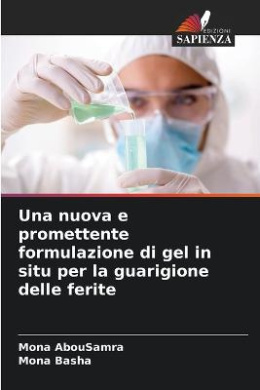 EDIZIONI
SAPIENZA
Una nuova e
promettente
formulazione di gel in
situ per la guarigione
delle ferite
Mona AbouSamra
Mona Basha